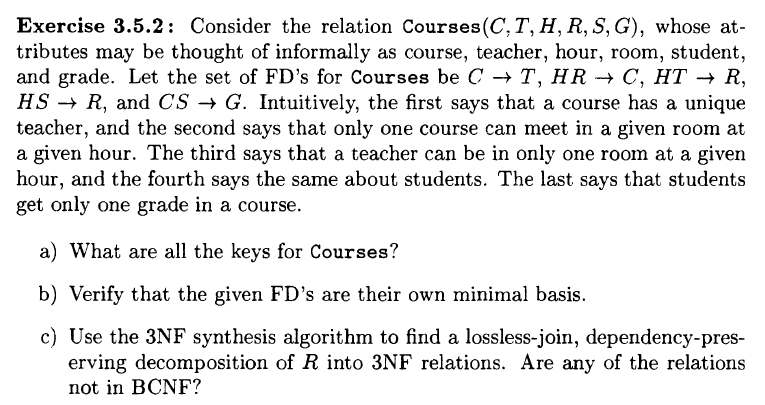 Exercise 3.5.2: Consider the relation Courses(C, T, H, R, S, G), whose at-
tributes may be thought of informally as course, teacher, hour, room, student,
and grade. Let the set of FD's for Courses be C → T, HR → C, HT → R,
HS → R, and CS → G. Intuitively, the first says that a course has a unique
teacher, and the second says that only one course can meet in a given room at
a given hour. The third says that a teacher can be in only one room at a given
hour, and the fourth says the same about students. The last says that students
get only one grade in a course.
a) What are all the keys for Courses?
b) Verify that the given FD's are their own minimal basis.
c) Use the 3NF synthesis algorithm to find a lossless-join, dependency-pres-
erving decomposition of R into 3NF relations. Are any of the relations
not in BCNF?